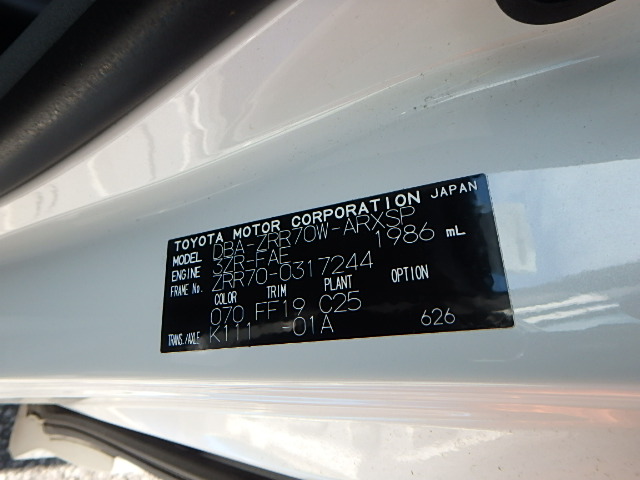 TOYOTA MOTOR CORPORATION JAPAN
MODEL DBA-ZRR70W-ARXSP
ENGINE 3ZR-FAE 1986 mL
FRAME No. ZRR70-0317244
COLOR TRIM PLANT OPTION
070 FF19 C25
TRANS./AXLE K111 -01A 626